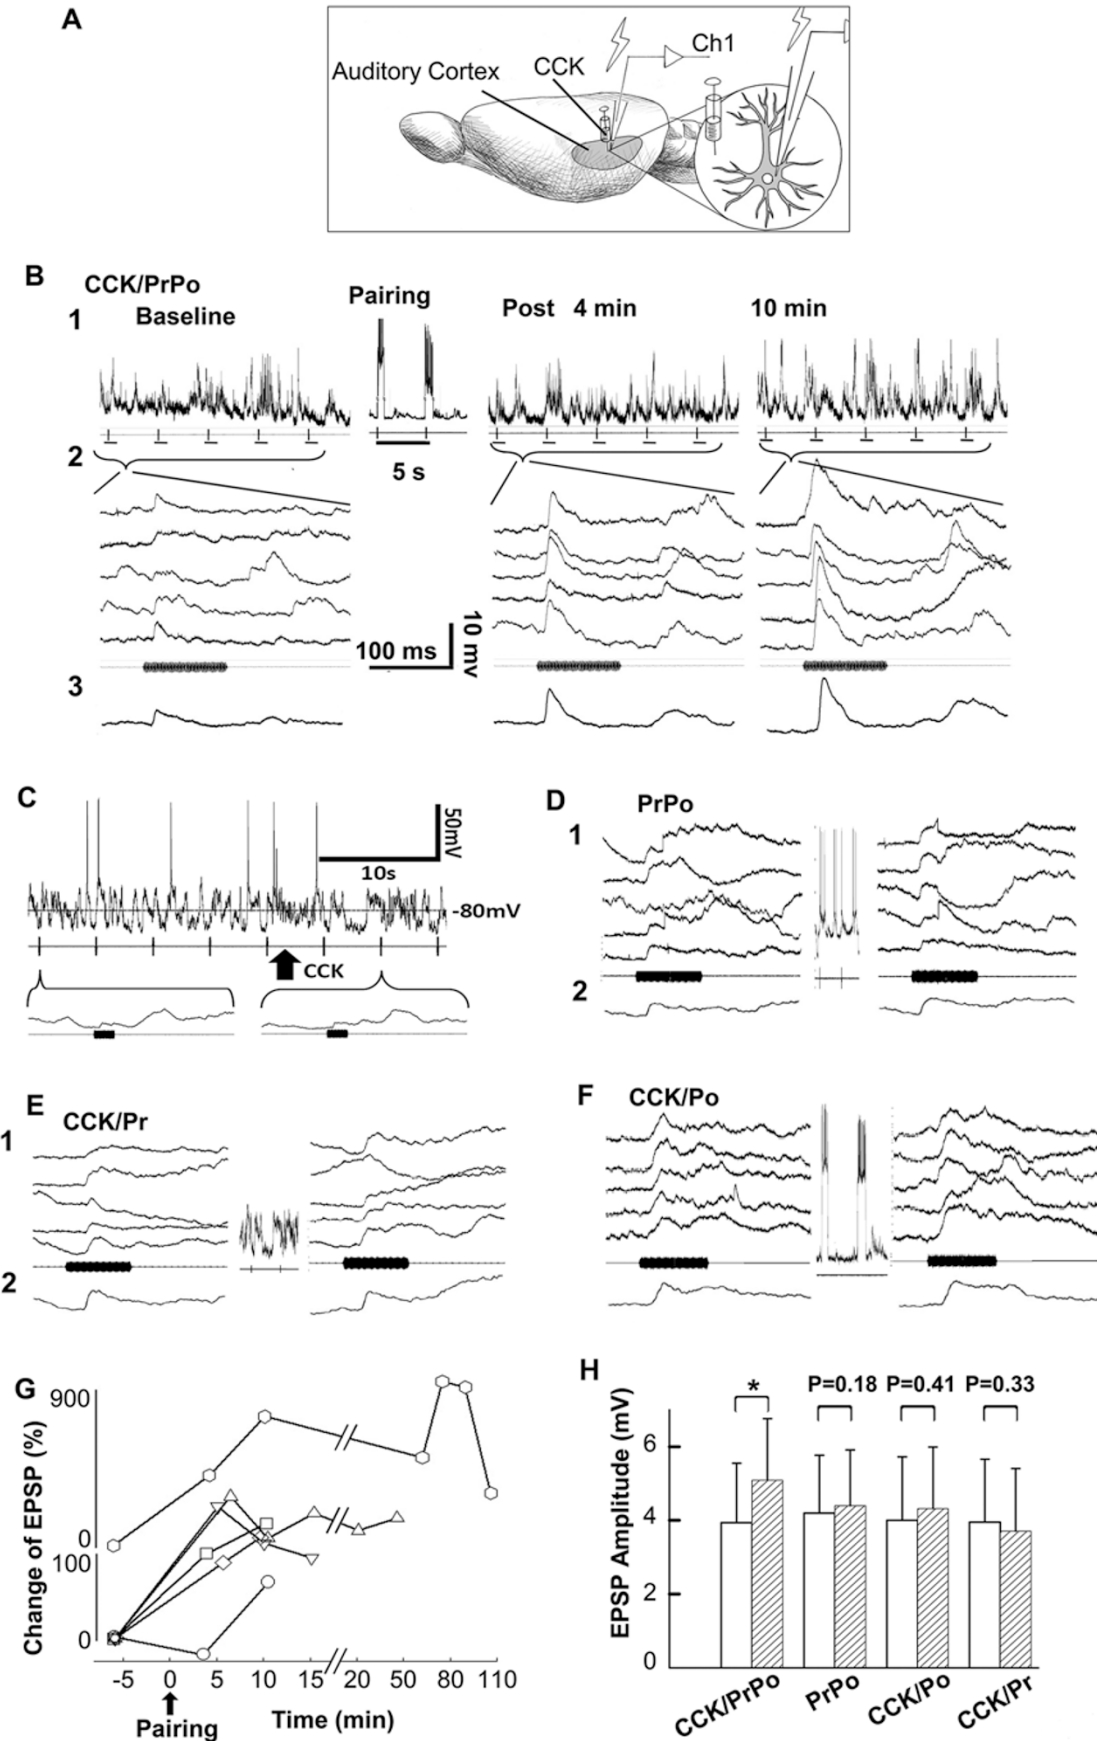 A
Auditory Cortex
CCK
Ch1
B
CCK/PrPo
1
Baseline
Pairing
Post 4 min
10 min
5 s
2
100 ms
10 mv
3
C
50mV
10s
-80mV
CCK
D
PrPo
1
2
E
CCK/Pr
1
2
F
CCK/Po
G
Change of EPSP (%)
900
0
100
0
-5 0 5 10 15 20 50 80 110
Pairing
Time (min)
H
EPSP Amplitude (mV)
* P=0.18 P=0.41 P=0.33
6
4
2
0
CCK/PrPo
PrPo
CCK/Po
CCK/Pr